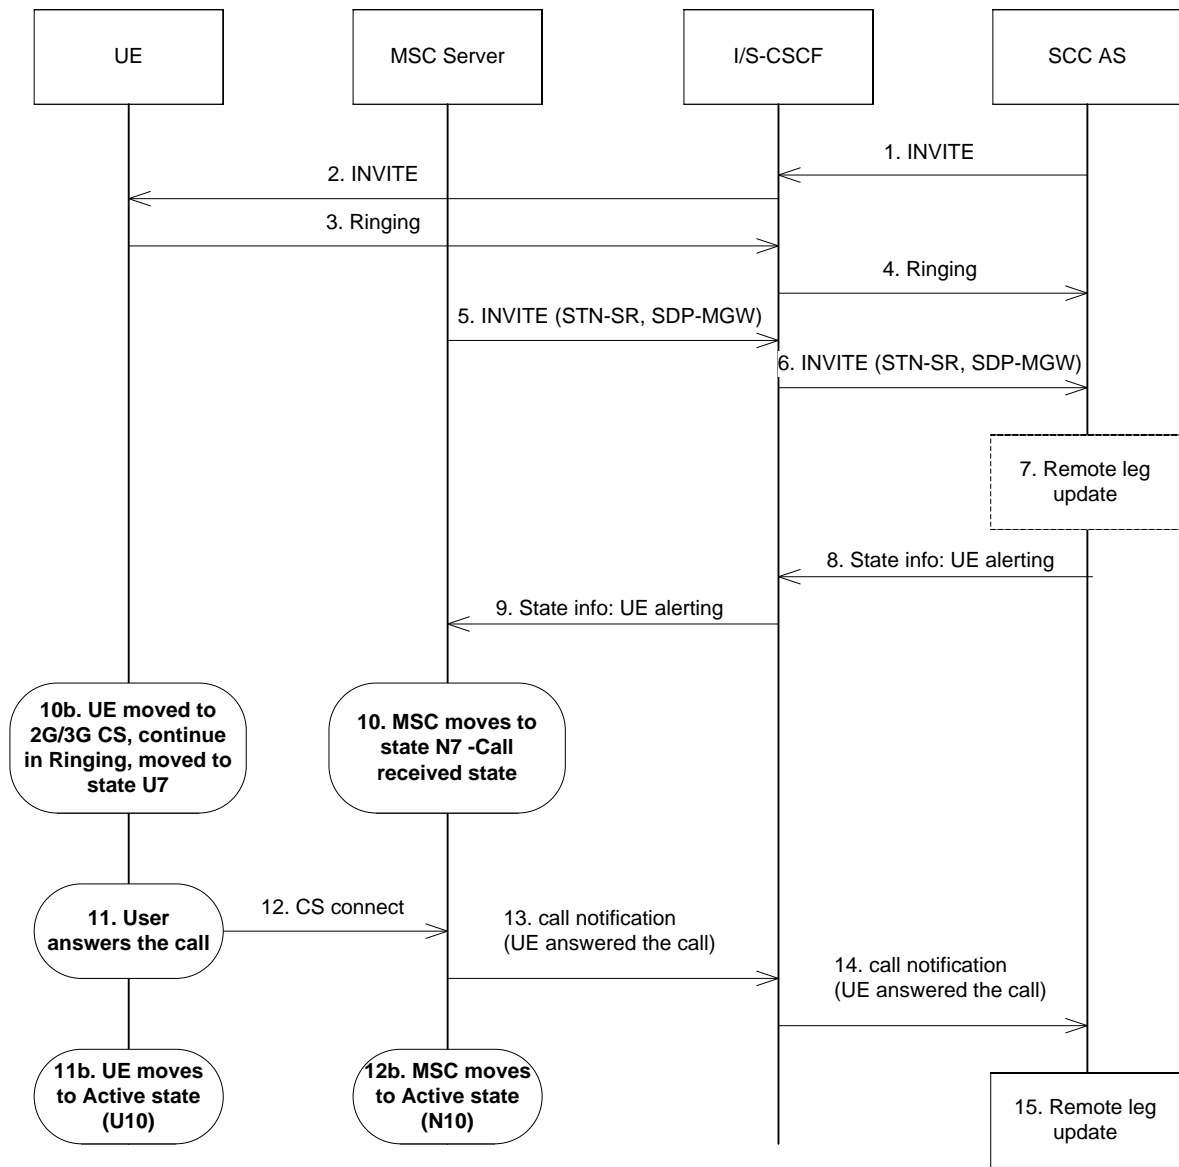 UE
MSC Server
I/S-CSCF
SCC AS
1. INVITE
2. INVITE
3. Ringing
4. Ringing
5. INVITE (STN-SR, SDP-MGW)
6. INVITE (STN-SR, SDP-MGW)
7. Remote leg
update
8. State info: UE alerting
9. State info: UE alerting
10b. UE moved to
2G/3G CS, continue
in Ringing, moved to
state U7
10. MSC moves to
state N7 -Call
received state
11. User
answers the call
12. CS connect
13. call notification
(UE answered the call)
14. call notification
(UE answered the call)
11b. UE moves
to Active state
(U10)
12b. MSC moves
to Active state
(N10)
15. Remote leg
update